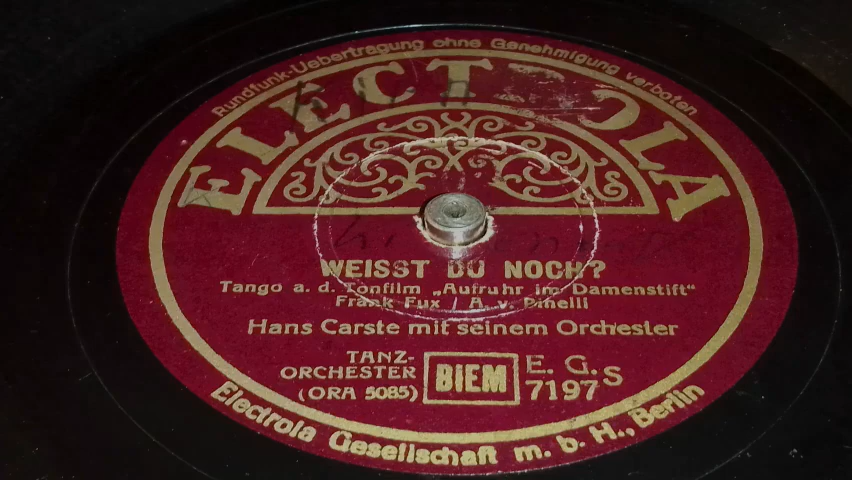 Rundfunk-Uebertragung ohne Genehmigung verboten
ELECTROLA
WEISST DU NOCH?
Tango a. d. Tonfilm „Aufruhr im Damenstift“
Frank Fux / A. v. Pinelli
Hans Carste mit seinem Orchester
TANZ-
ORCHESTER
(ORA 5085)
BIEM
E. G. S
7197
Electrola Gesellschaft m. b. H., Berlin